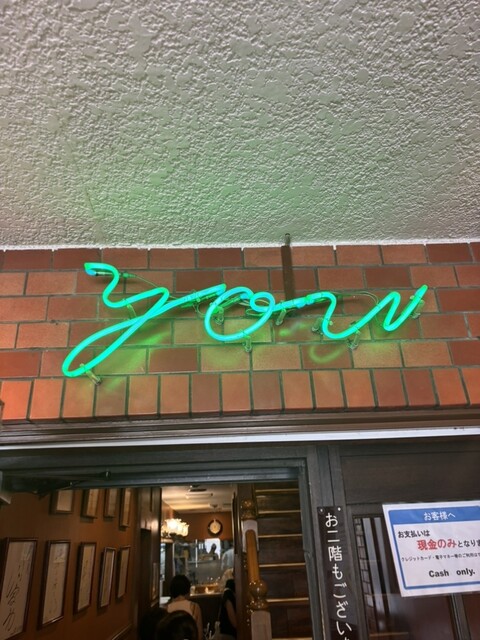 you
お二階もござい
お客様へ
お支払いは
現金のみとなりま
Cash only.